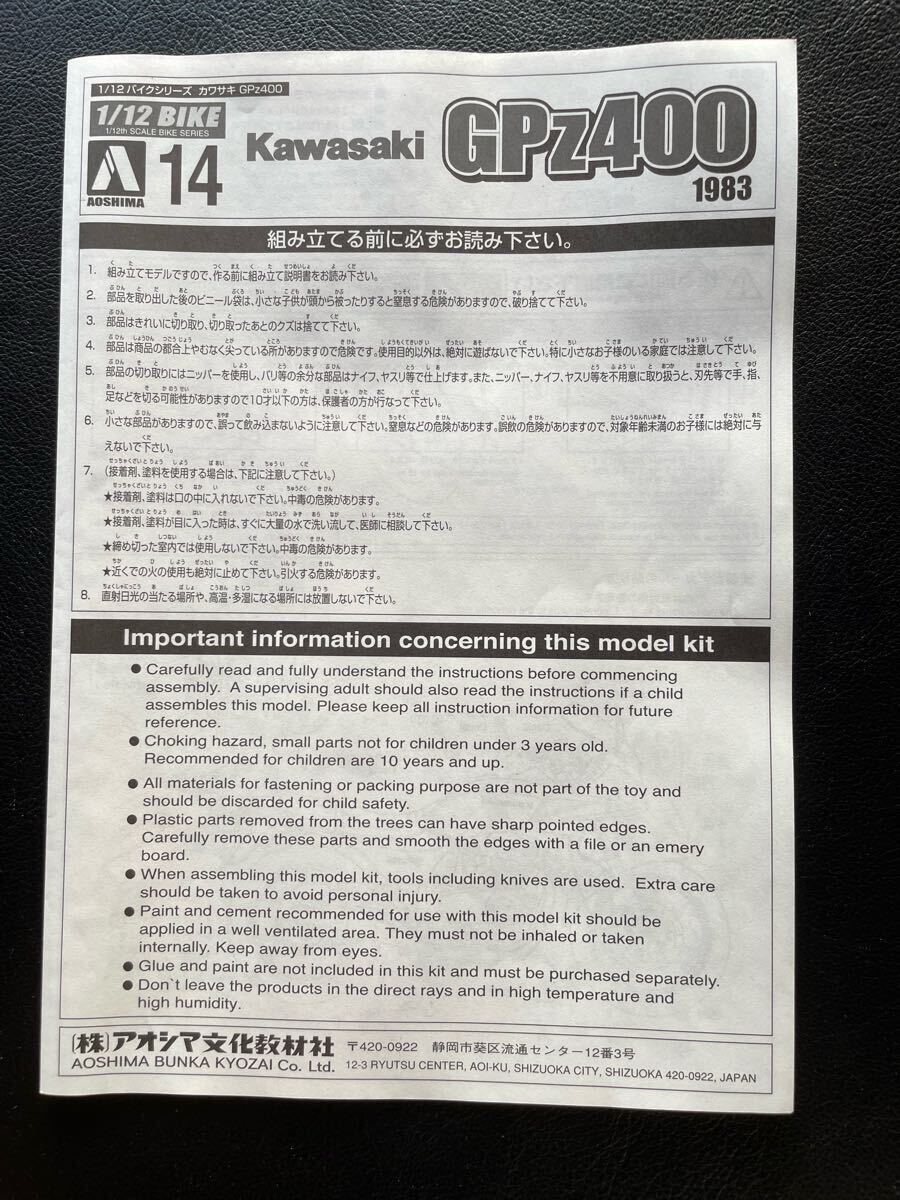 1/12バイクシリーズ カワサキ GPz400
1/12 BIKE
1/12th SCALE BIKE SERIES
AOSHIMA
14
Kawasaki
GPz400
1983
組み立てる前に必ずお読み下さい。
1. 組み立てモデルですので、作る前に組み立て説明書をお読み下さい。
2. 部品を取り出した後のビニール袋は、小さな子供が頭から被ったりすると窒息する危険がありますので、破り捨てて下さい。
3. 部品はきれいに切り取り、切り取ったあとのクズは捨てて下さい。
4. 部品は商品の都合上やむなく尖っている所がありますので危険です。使用目的以外は、絶対に遊ばないで下さい。特に小さなお子様のいる家庭では注意して下さい。
5. 部品の切り取りにはニッパーを使用し、バリ等の余分な部品はナイフ、ヤスリ等で仕上げます。また、ニッパー、ナイフ、ヤスリ等を不用意に取り扱うと、刃先等で手、指、
足などを切る可能性がありますので10才以下の方は、保護者の方が行なって下さい。
6. 小さな部品がありますので、誤って飲み込まないように注意して下さい。窒息などの危険があります。誤飲の危険がありますので、対象年齢未満のお子様には絶対に与
えないで下さい。
7. (接着剤、塗料を使用する場合は、下記に注意して下さい。)
★接着剤、塗料は口の中に入れないで下さい。中毒の危険があります。
★接着剤、塗料が目に入った時は、すぐに大量の水で洗い流して、医師に相談して下さい。
★締め切った室内では使用しないで下さい。中毒の危険があります。
★近くでの火の使用も絶対に止めて下さい。引火する危険があります。
8. 直射日光の当たる場所や、高温・多湿になる場所には放置しないで下さい。
Important information concerning this model kit
● Carefully read and fully understand the instructions before commencing
assembly. A supervising adult should also read the instructions if a child
assembles this model. Please keep all instruction information for future
reference.
● Choking hazard, small parts not for children under 3 years old.
Recommended for children are 10 years and up.
● All materials for fastening or packing purpose are not part of the toy and
should be discarded for child safety.
● Plastic parts removed from the trees can have sharp pointed edges.
Carefully remove these parts and smooth the edges with a file or an emery
board.
● When assembling this model kit, tools including knives are used. Extra care
should be taken to avoid personal injury.
● Paint and cement recommended for use with this model kit should be
applied in a well ventilated area. They must not be inhaled or taken
internally. Keep away from eyes.
● Glue and paint are not included in this kit and must be purchased separately.
● Don`t leave the products in the direct rays and in high temperature and
high humidity.
(株)アオシマ文化教材社 〒420-0922 静岡市葵区流通センター12番3号
AOSHIMA BUNKA KYOZAI Co. Ltd. 12-3 RYUTSU CENTER, AOI-KU, SHIZUOKA CITY, SHIZUOKA 420-0922, JAPAN